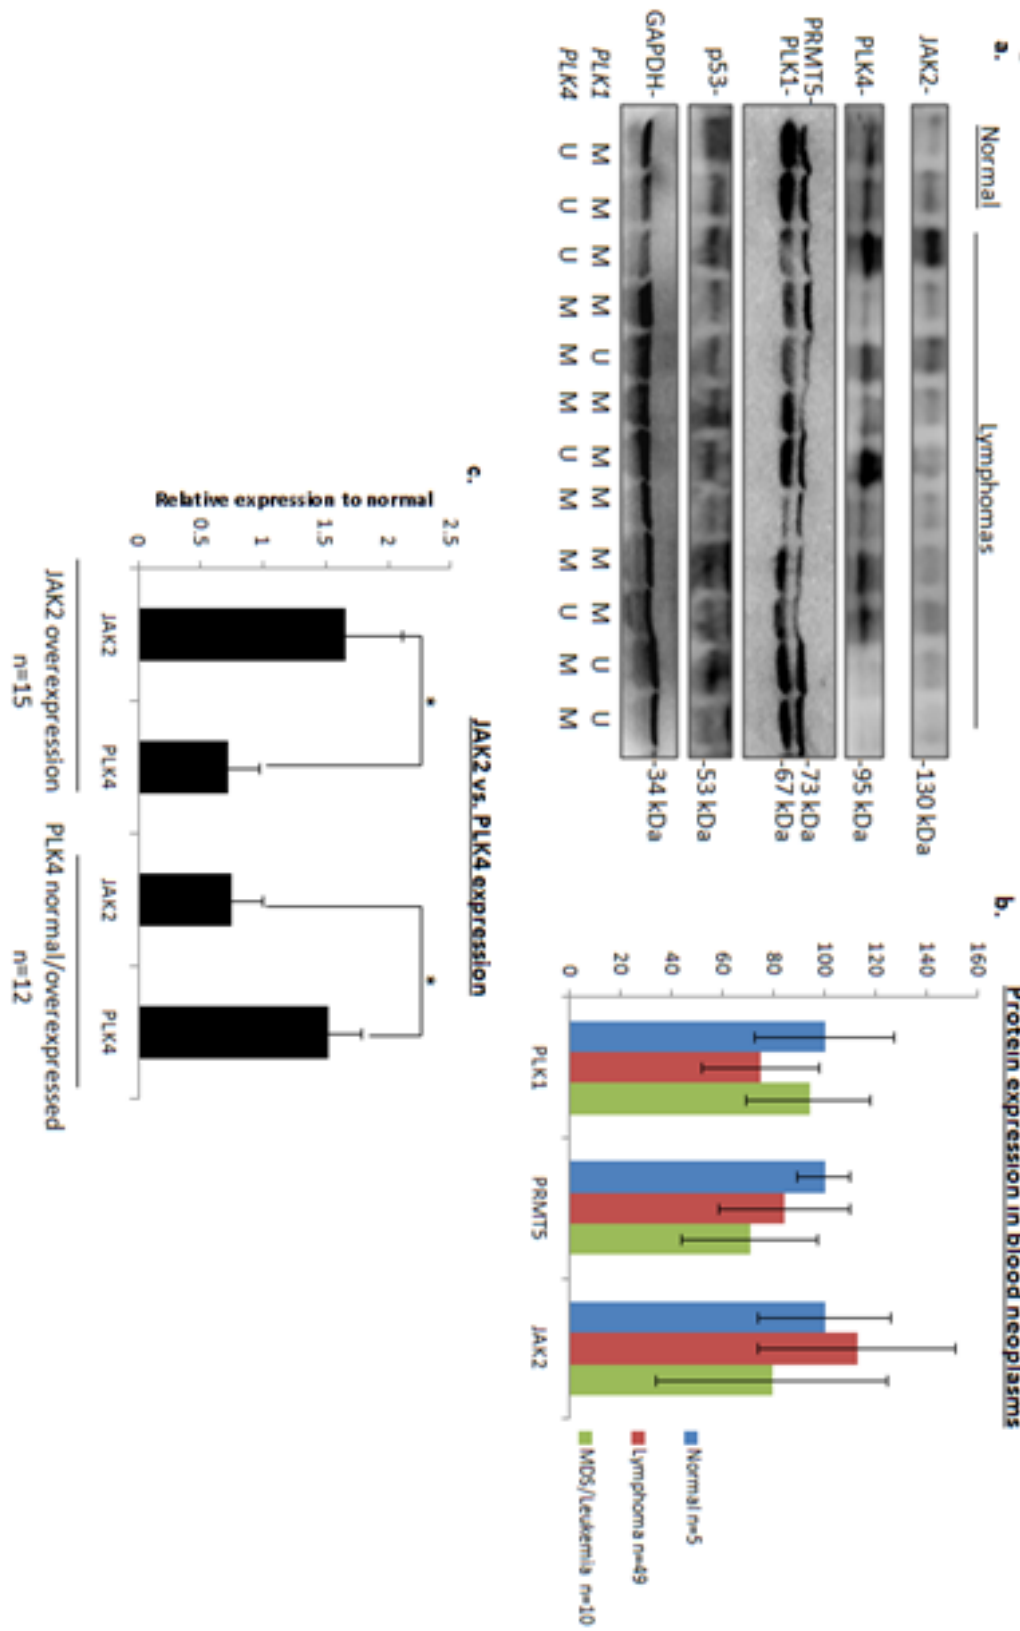 a.
Normal
Lymphomas
JAK2-
-130 kDa
PLK4-
-95 kDa
PRMT5-
-73 kDa
PLK1-
-67 kDa
p53-
-53 kDa
GAPDH-
-34 kDa
PLK1 M M M M U M M M M M U U
PLK4 U U U M M M U M M U M M
b.
Protein expression in blood neoplasms
160
140
120
100
80
60
40
20
0
PLK1 PRMT5 JAK2
Normal n=5
Lymphoma n=49
MDS/Leukemia n=10
c.
JAK2 vs. PLK4 expression
Relative expression to normal
2.5
2
1.5
1
0.5
0
*
*
JAK2 PLK4 JAK2 PLK4
JAK2 overexpression PLK4 normal/overexpressed
n=15 n=12